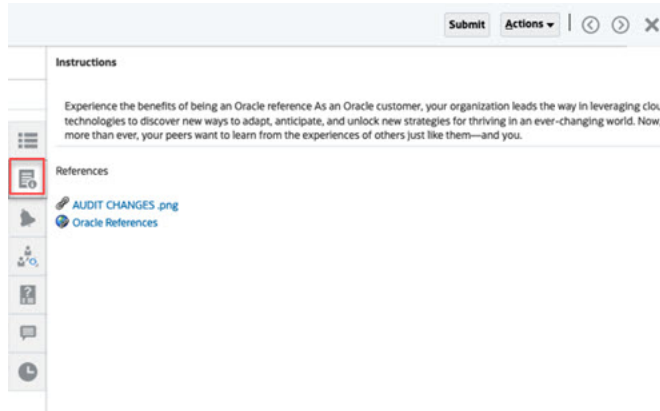 Submit Actions
Instructions
Experience the benefits of being an Oracle reference As an Oracle customer, your organization leads the way in leveraging clou
technologies to discover new ways to adapt, anticipate, and unlock new strategies for thriving in an ever-changing world. Now,
more than ever, your peers want to learn from the experiences of others just like them—and you.
References
AUDIT CHANGES .png
Oracle References